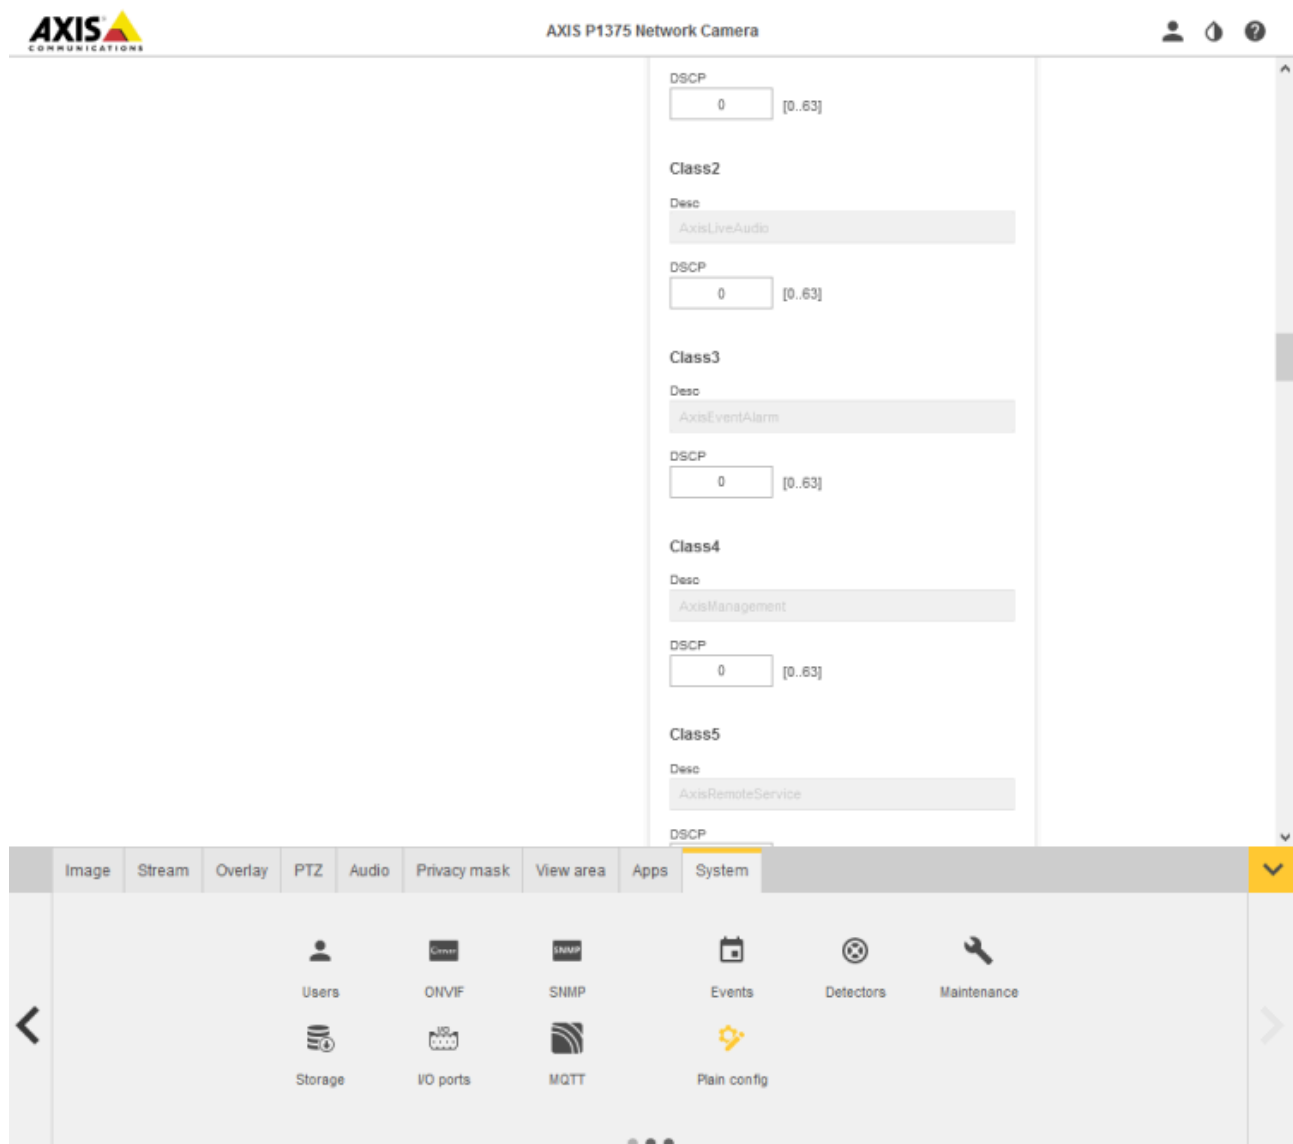 AXIS
COMMUNICATIONS
AXIS P1375 Network Camera
DSCP
0 [0..63]
Class2
Desc
AxisLiveAudio
DSCP
0 [0..63]
Class3
Desc
AxisEventAlarm
DSCP
0 [0..63]
Class4
Desc
AxisManagement
DSCP
0 [0..63]
Class5
Desc
AxisRemoteService
DSCP
Image Stream Overlay PTZ Audio Privacy mask View area Apps System
SNMP
Users ONVIF SNMP Events Detectors Maintenance
I/O
Storage I/O ports MQTT Plain config